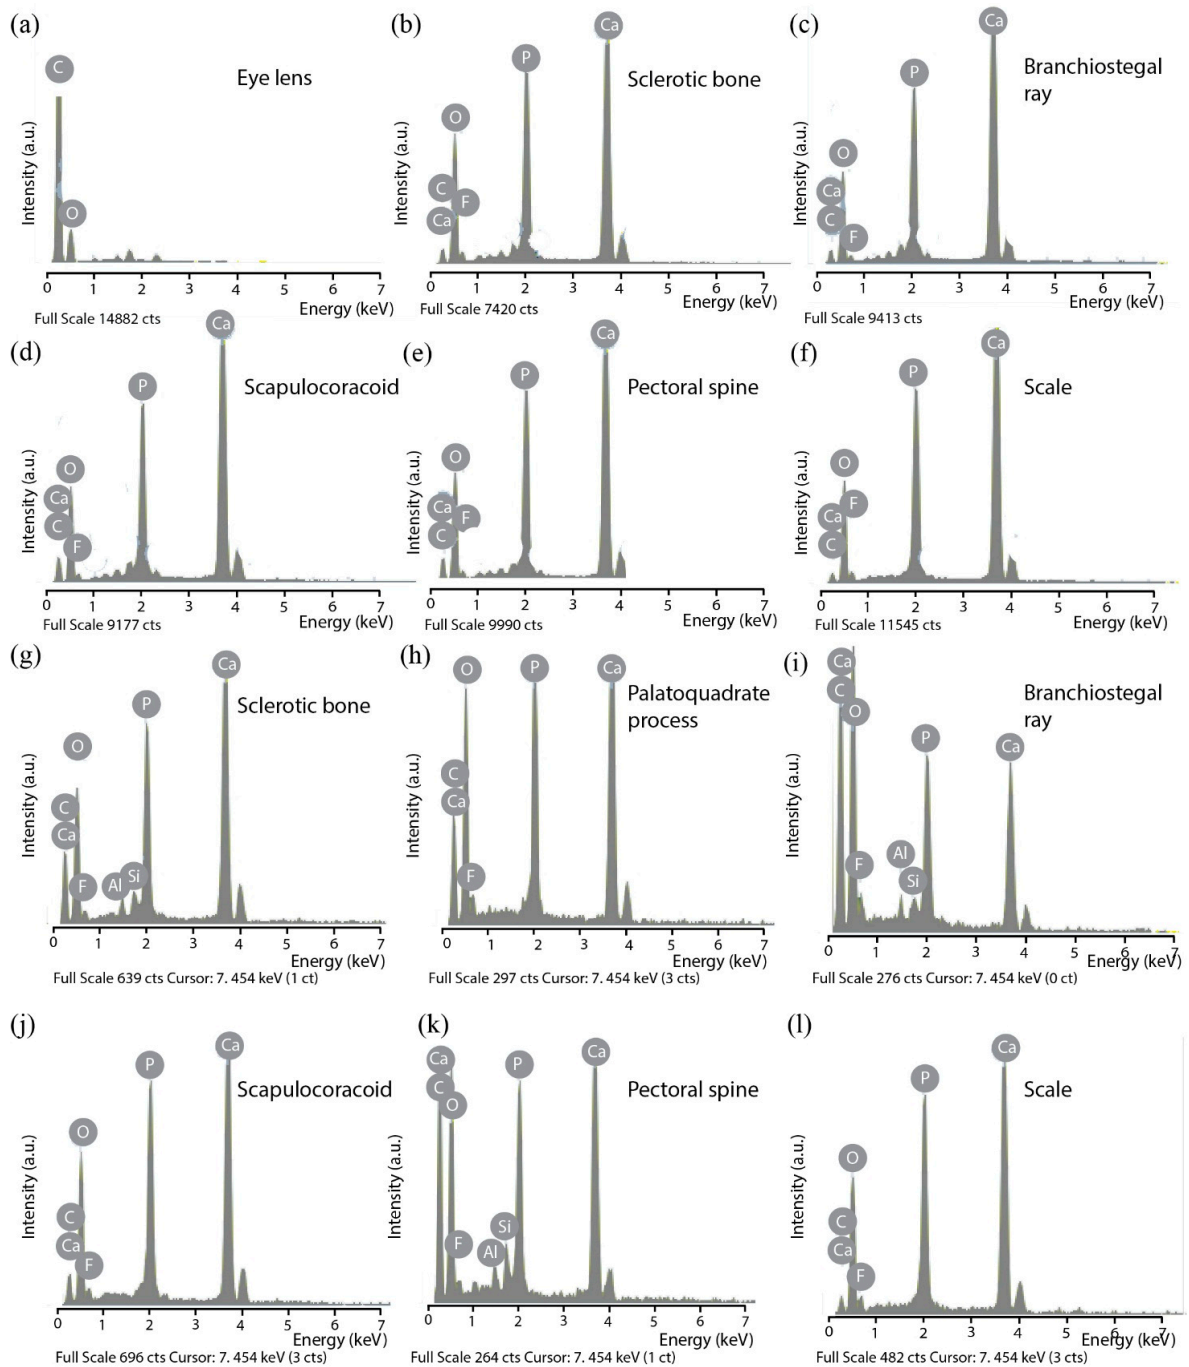 (a)
Eye lens
C
O
Intensity (a.u.)
0 1 2 3 4 5 6 7
Energy (keV)
Full Scale 14882 cts
(b)
Sclerotic bone
Ca
P
O
C
F
Ca
Intensity (a.u.)
0 1 2 3 4 5 6 7
Energy (keV)
Full Scale 7420 cts
(c)
Branchiostegal
ray
Ca
P
O
Ca
C
F
Intensity (a.u.)
0 1 2 3 4 5 6 7
Energy (keV)
Full Scale 9413 cts
(d)
Scapulocoracoid
Ca
P
O
Ca
C
F
Intensity (a.u.)
0 1 2 3 4 5 6 7
Energy (keV)
Full Scale 9177 cts
(e)
Pectoral spine
Ca
P
O
Ca
F
C
Intensity (a.u.)
0 1 2 3 4 5 6 7
Energy (keV)
Full Scale 9990 cts
(f)
Scale
Ca
P
O
F
Ca
C
Intensity (a.u.)
0 1 2 3 4 5 6 7
Energy (keV)
Full Scale 11545 cts
(g)
Sclerotic bone
Ca
P
O
C
Ca
F
Al
Si
Intensity (a.u.)
0 1 2 3 4 5 6 7
Energy (keV)
Full Scale 639 cts Cursor: 7. 454 keV (1 ct)
(h)
Palatoquadrate
process
O
P
Ca
C
Ca
F
Intensity (a.u.)
0 1 2 3 4 5 6 7
Energy (keV)
Full Scale 297 cts Cursor: 7. 454 keV (3 cts)
(i)
Branchiostegal
ray
Ca
C
O
P
Ca
F
Al
Si
Intensity (a.u.)
0 1 2 3 4 5 6 7
Energy (keV)
Full Scale 276 cts Cursor: 7. 454 keV (0 ct)
(j)
Scapulocoracoid
Ca
P
O
C
Ca
F
Intensity (a.u.)
0 1 2 3 4 5 6 7
Energy (keV)
Full Scale 696 cts Cursor: 7. 454 keV (3 cts)
(k)
Pectoral spine
Ca
C
O
P
Ca
F
Al
Si
Intensity (a.u.)
0 1 2 3 4 5 6 7
Energy (keV)
Full Scale 264 cts Cursor: 7. 454 keV (1 ct)
(l)
Scale
Ca
P
O
C
Ca
F
Intensity (a.u.)
0 1 2 3 4 5 6 7
Energy (keV)
Full Scale 482 cts Cursor: 7. 454 keV (3 cts)